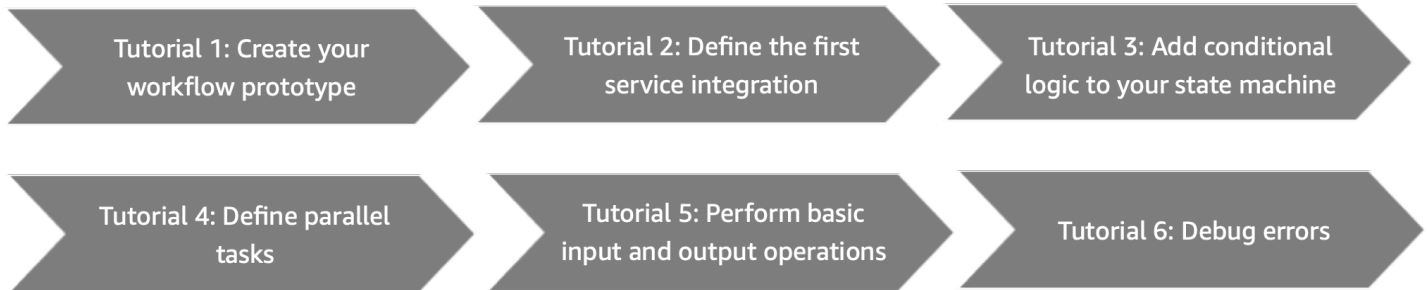 Tutorial 1: Create your
workflow prototype
Tutorial 2: Define the first
service integration
Tutorial 3: Add conditional
logic to your state machine
Tutorial 4: Define parallel
tasks
Tutorial 5: Perform basic
input and output operations
Tutorial 6: Debug errors